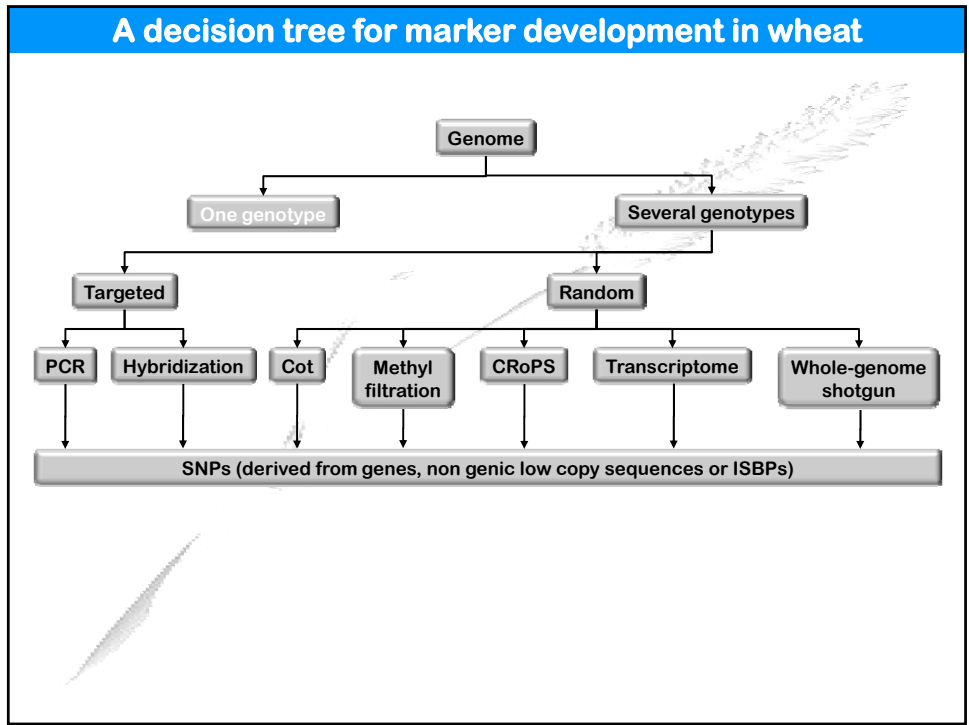 A decision tree for marker development in wheat
Genome
One genotype
Several genotypes
Targeted
Random
PCR
Hybridization
Cot
Methyl
filtration
CRoPS
Transcriptome
Whole-genome
shotgun
SNPs (derived from genes, non genic low copy sequences or ISBPs)